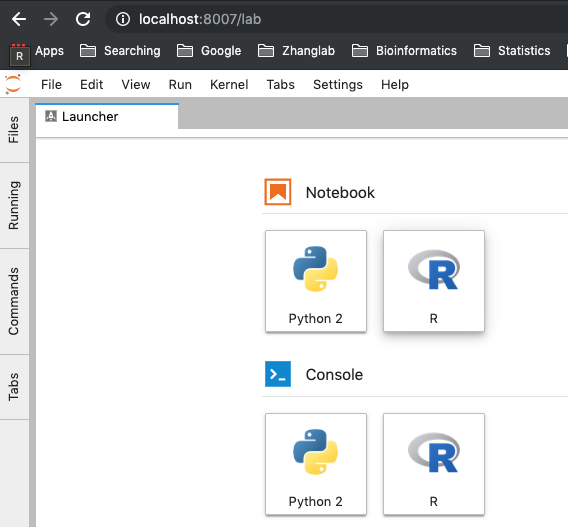 localhost:8007/lab
R Apps Searching Google Zhanglab Bioinformatics Statistics
File Edit View Run Kernel Tabs Settings Help
Launcher
Files
Running
Commands
Tabs
Notebook
R
Python 2 R
Console
R
Python 2 R